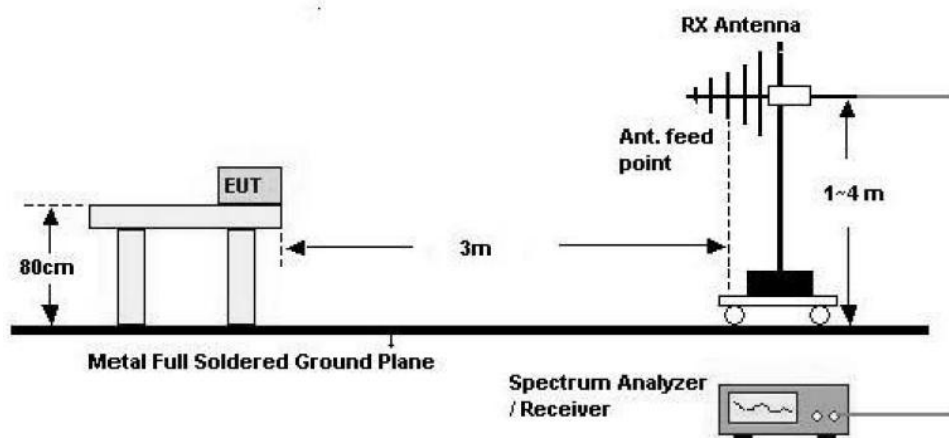 RX Antenna
Ant. feed
point
EUT
1~4 m
3m
80cm
Metal Full Soldered Ground Plane
Spectrum Analyzer
/ Receiver